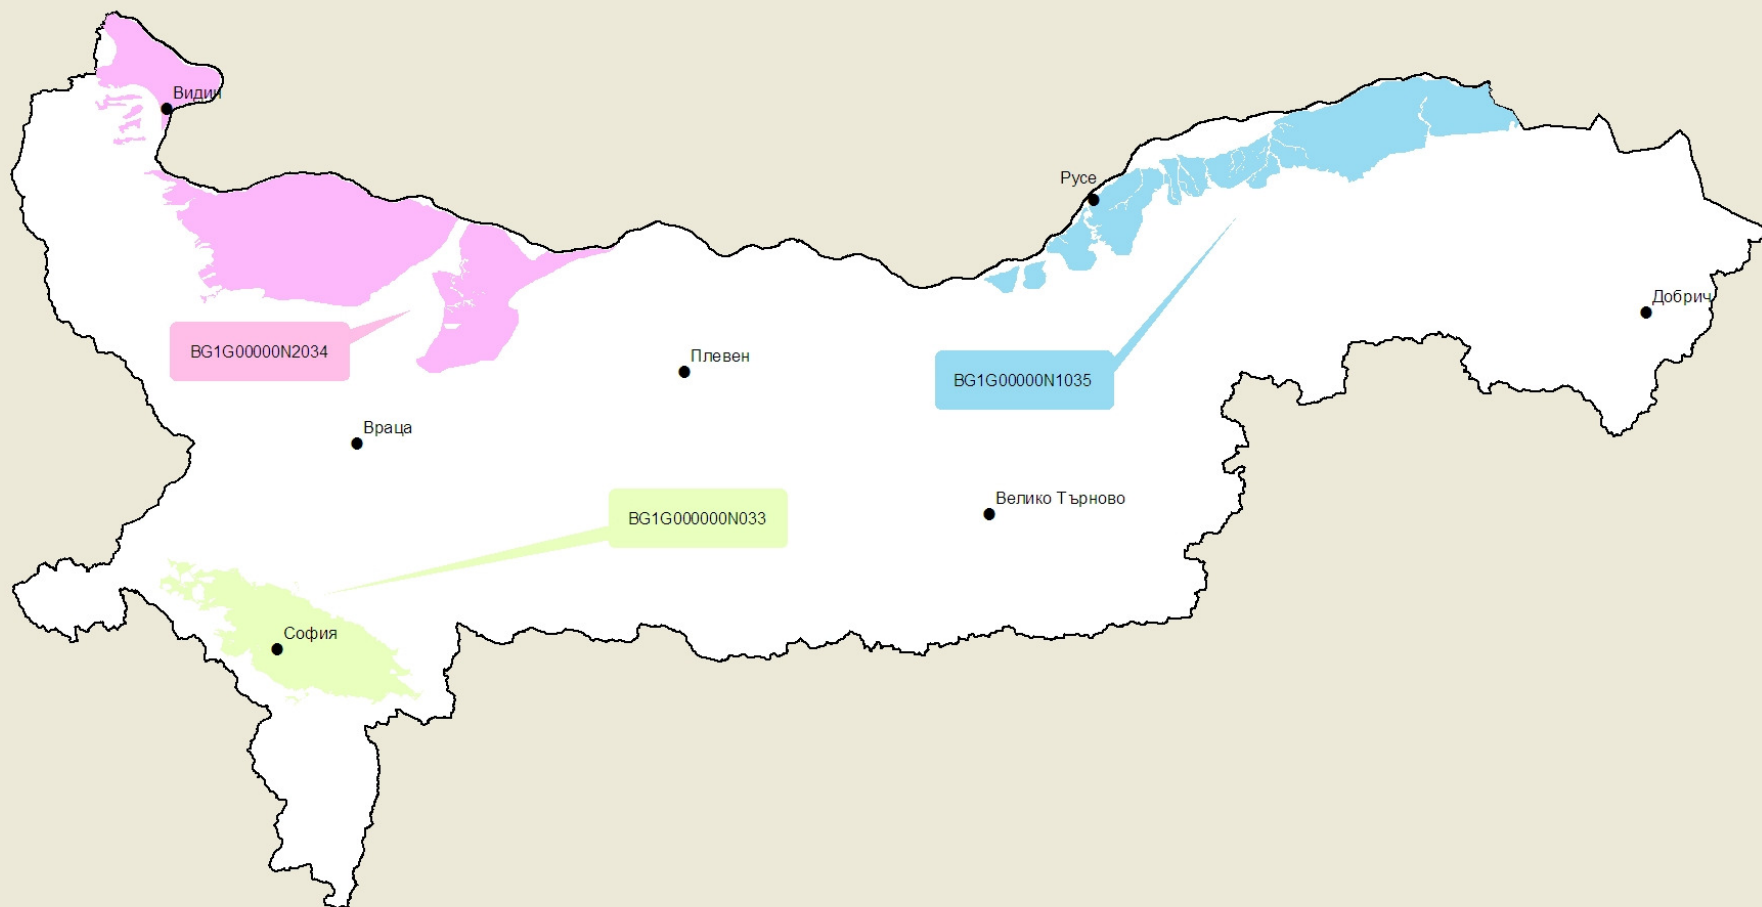 Видин
Русе
Добрич
BG1G00000N2034
Плевен
BG1G00000N1035
Враца
Велико Търново
BG1G000000N033
София